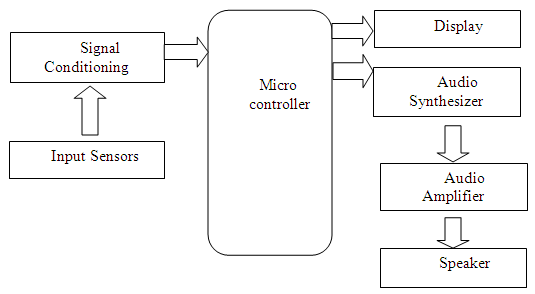 Signal
Conditioning
Input Sensors
Micro
controller
Display
Audio
Synthesizer
Audio
Amplifier
Speaker